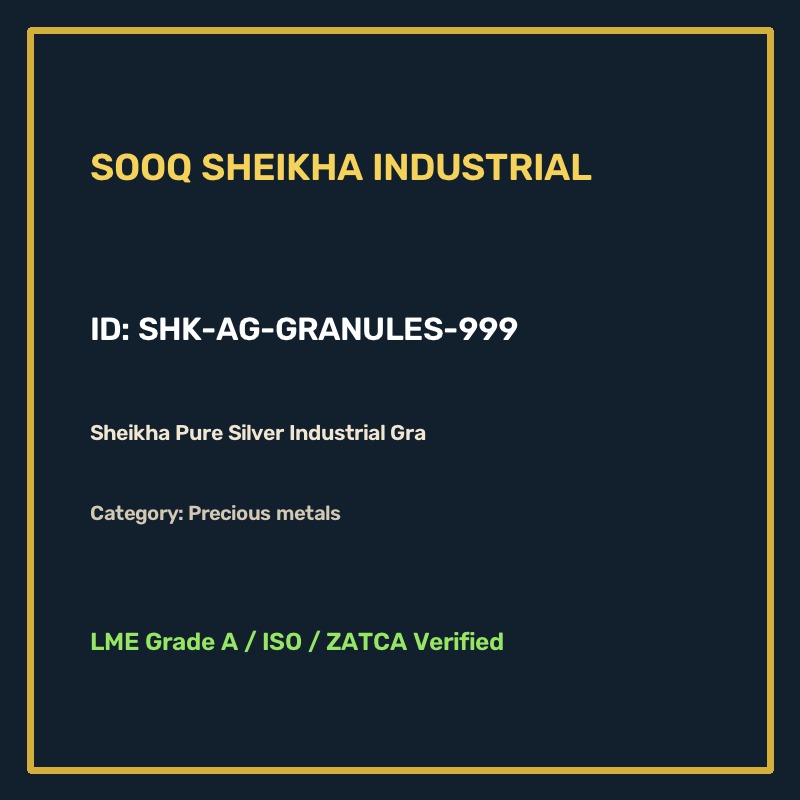 SOOQ SHEIKHA INDUSTRIAL
ID: SHK-AG-GRANULES-999
Sheikha Pure Silver Industrial Gra
Category: Precious metals
LME Grade A / ISO / ZATCA Verified